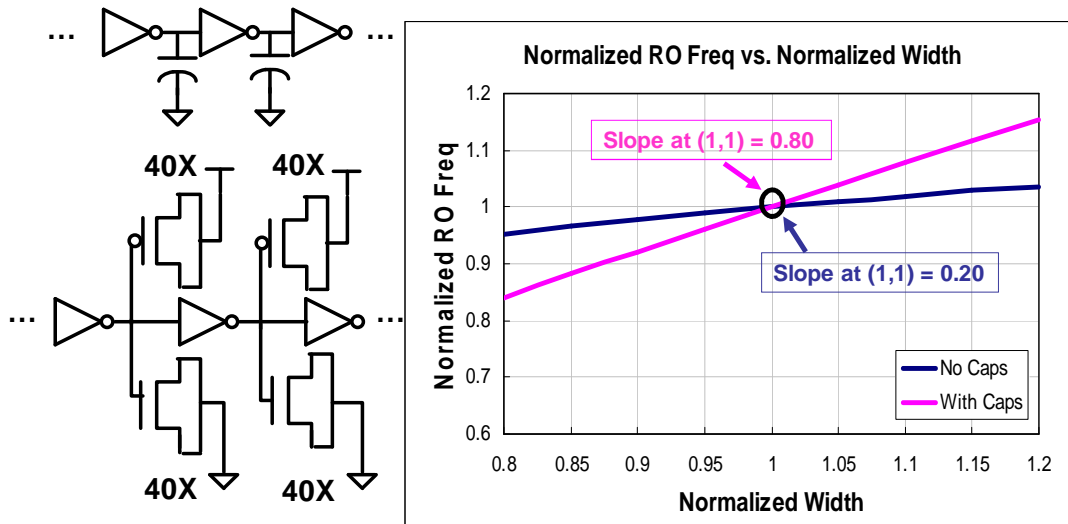 ...
...
40X
40X
...
...
40X
40X
Normalized RO Freq vs. Normalized Width
Normalized RO Freq
1.2
1.1
1
0.9
0.8
0.7
0.6
Slope at (1,1) = 0.80
Slope at (1,1) = 0.20
No Caps
With Caps
0.8
0.85
0.9
0.95
1
1.05
1.1
1.15
1.2
Normalized Width